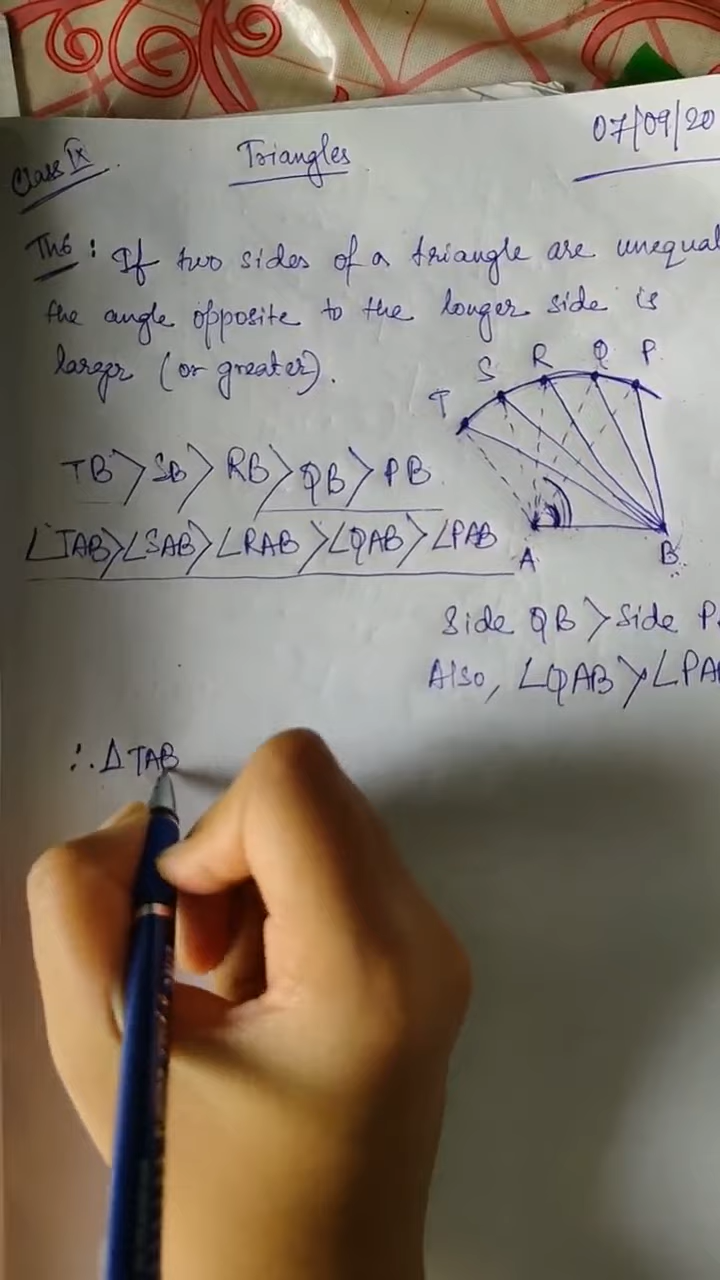 Class IX
Triangles
07/09/20
Th6 : If two sides of a triangle are unequal
the angle opposite to the longer side is
larger (or greater).
T S R Q P
TB > SB > RB > QB > PB
∠TAB > ∠SAB > ∠RAB > ∠QAB > ∠PAB
A B
Side QB > Side P
Also, ∠QAB > ∠PA
∴ Δ TAB